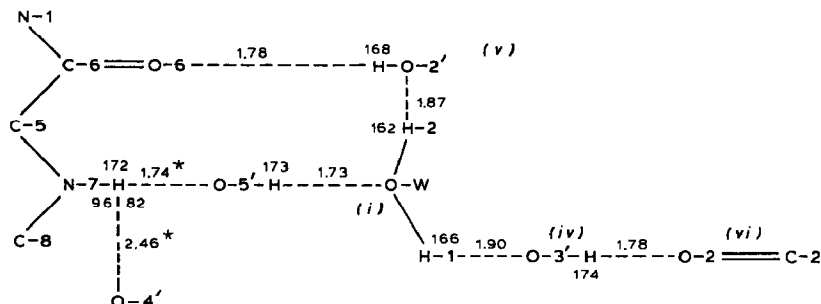 N-1
C-6 O-6 1.78 168 H-O-2' (v)
1.87
C-5 162 H-2
172 173
N-7-H 1.74* O-5' H 1.73 O-W
96 82 (i)
C-8 2.46* 166 (iv) (vi)
H-1 1.90 O-3' H 1.78 O-2 C-2
174
O-4'